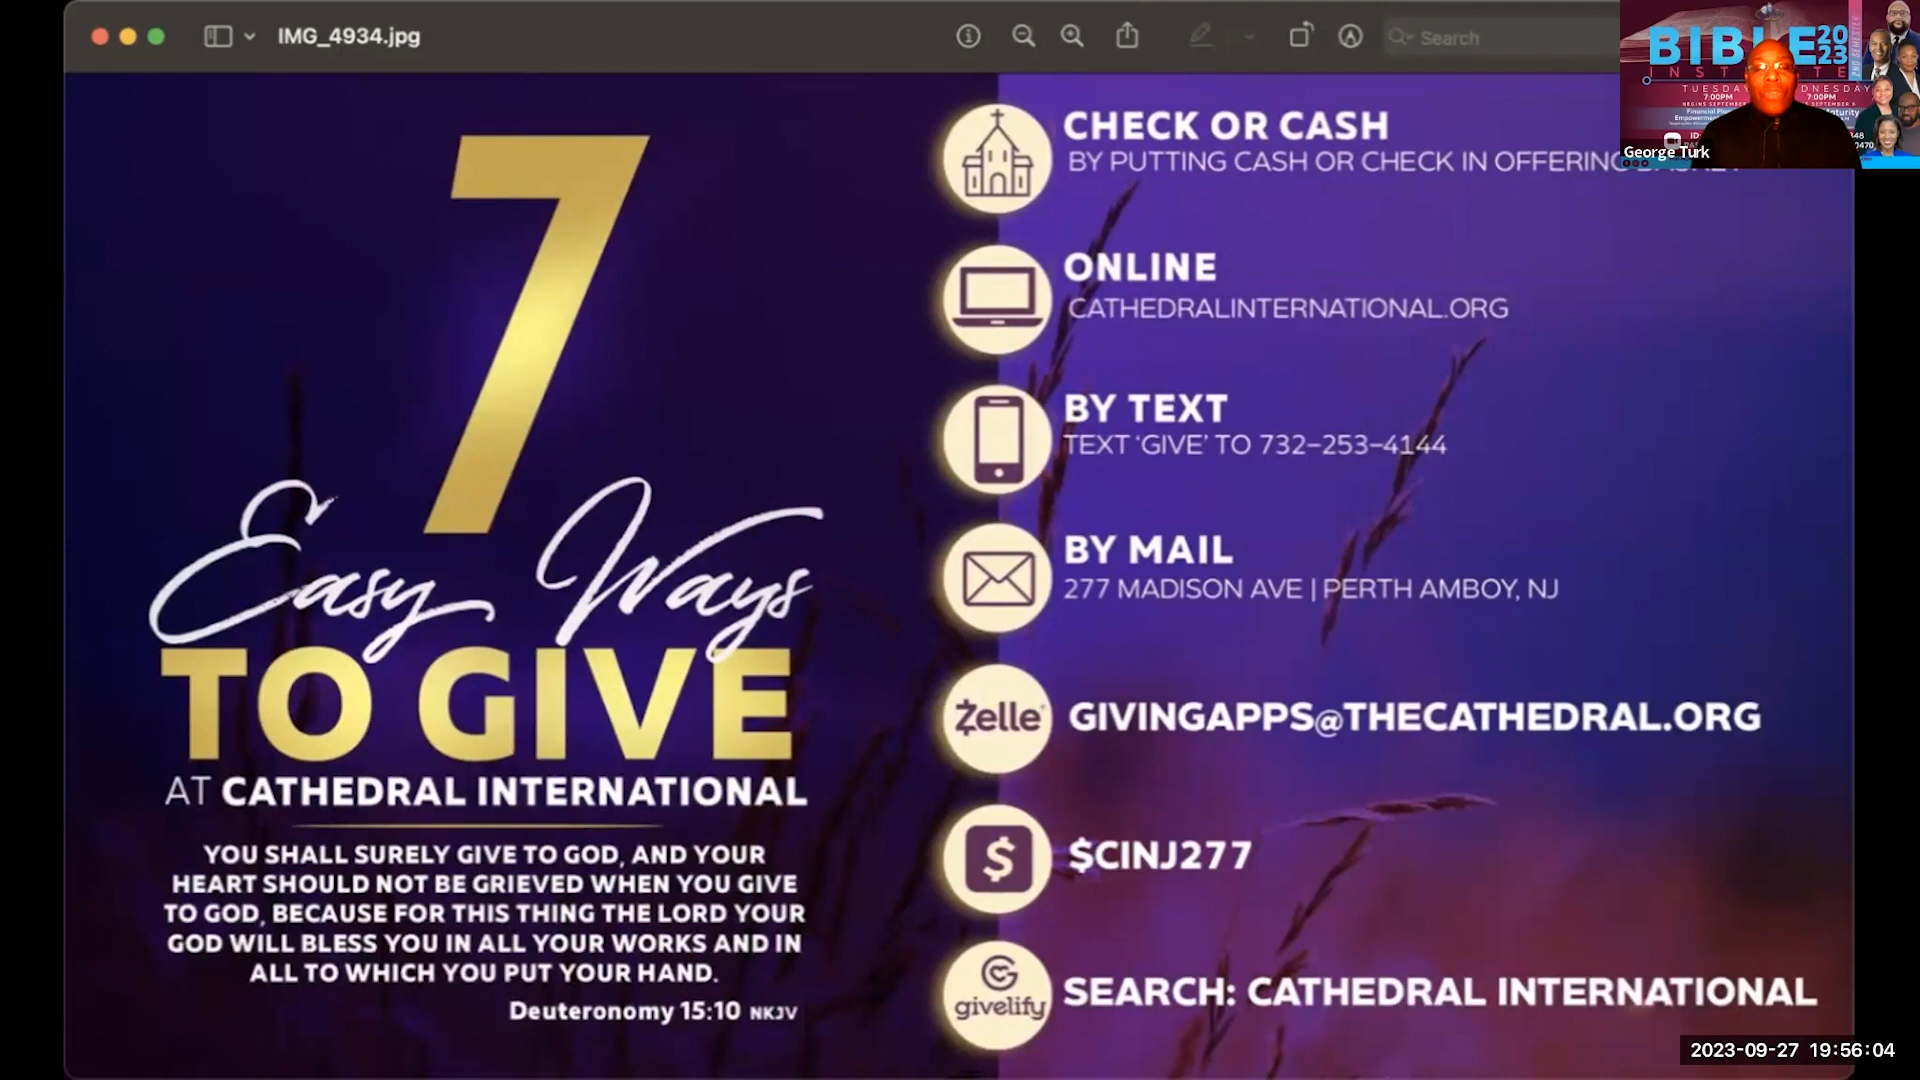 IMG_4934.jpg
Search
7
Easy Ways
TO GIVE
AT CATHEDRAL INTERNATIONAL
YOU SHALL SURELY GIVE TO GOD, AND YOUR
HEART SHOULD NOT BE GRIEVED WHEN YOU GIVE
TO GOD, BECAUSE FOR THIS THING THE LORD YOUR
GOD WILL BLESS YOU IN ALL YOUR WORKS AND IN
ALL TO WHICH YOU PUT YOUR HAND.
Deuteronomy 15:10 NKJV
CHECK OR CASH
BY PUTTING CASH OR CHECK IN OFFERING
ONLINE
CATHEDRALINTERNATIONAL.ORG
BY TEXT
TEXT ‘GIVE’ TO 732-253-4144
BY MAIL
277 MADISON AVE | PERTH AMBOY, NJ
Zelle
GIVINGAPPS@THECATHEDRAL.ORG
$
$CINJ277
givelify
SEARCH: CATHEDRAL INTERNATIONAL
2023
TUESDAY
7:00PM
7:00PM
George Turk
2023-09-27 19:56:04